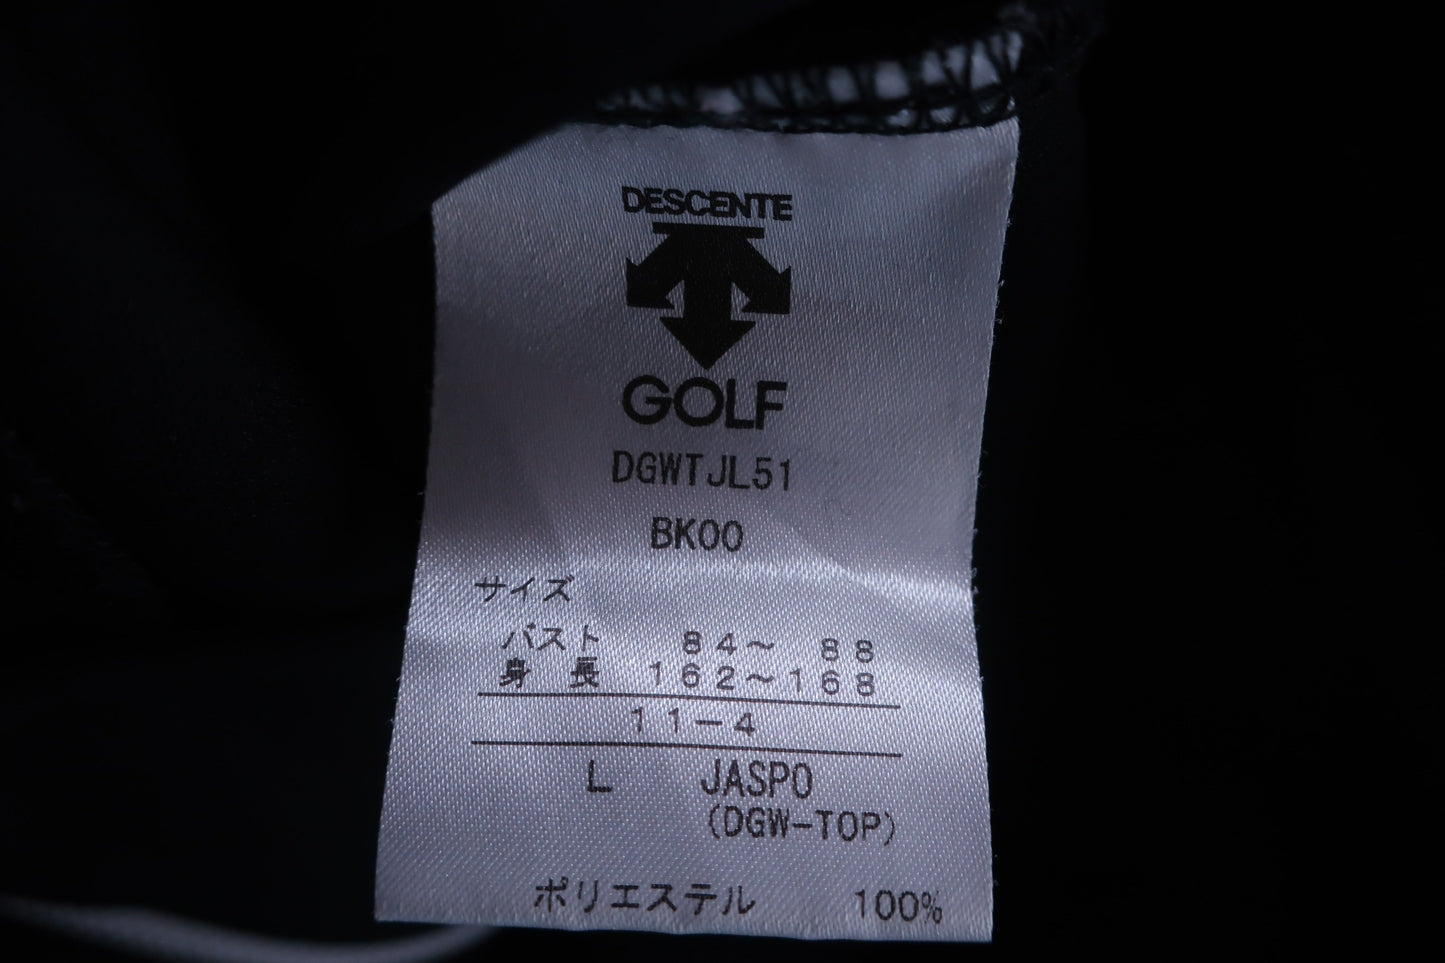 DESCENTE
GOLF
DGWTJL51
BK00
サイズ
バスト 84～ 88
身 長 162～168
11-4
L JASPO
(DGW-TOP)
ポリエステル 100%